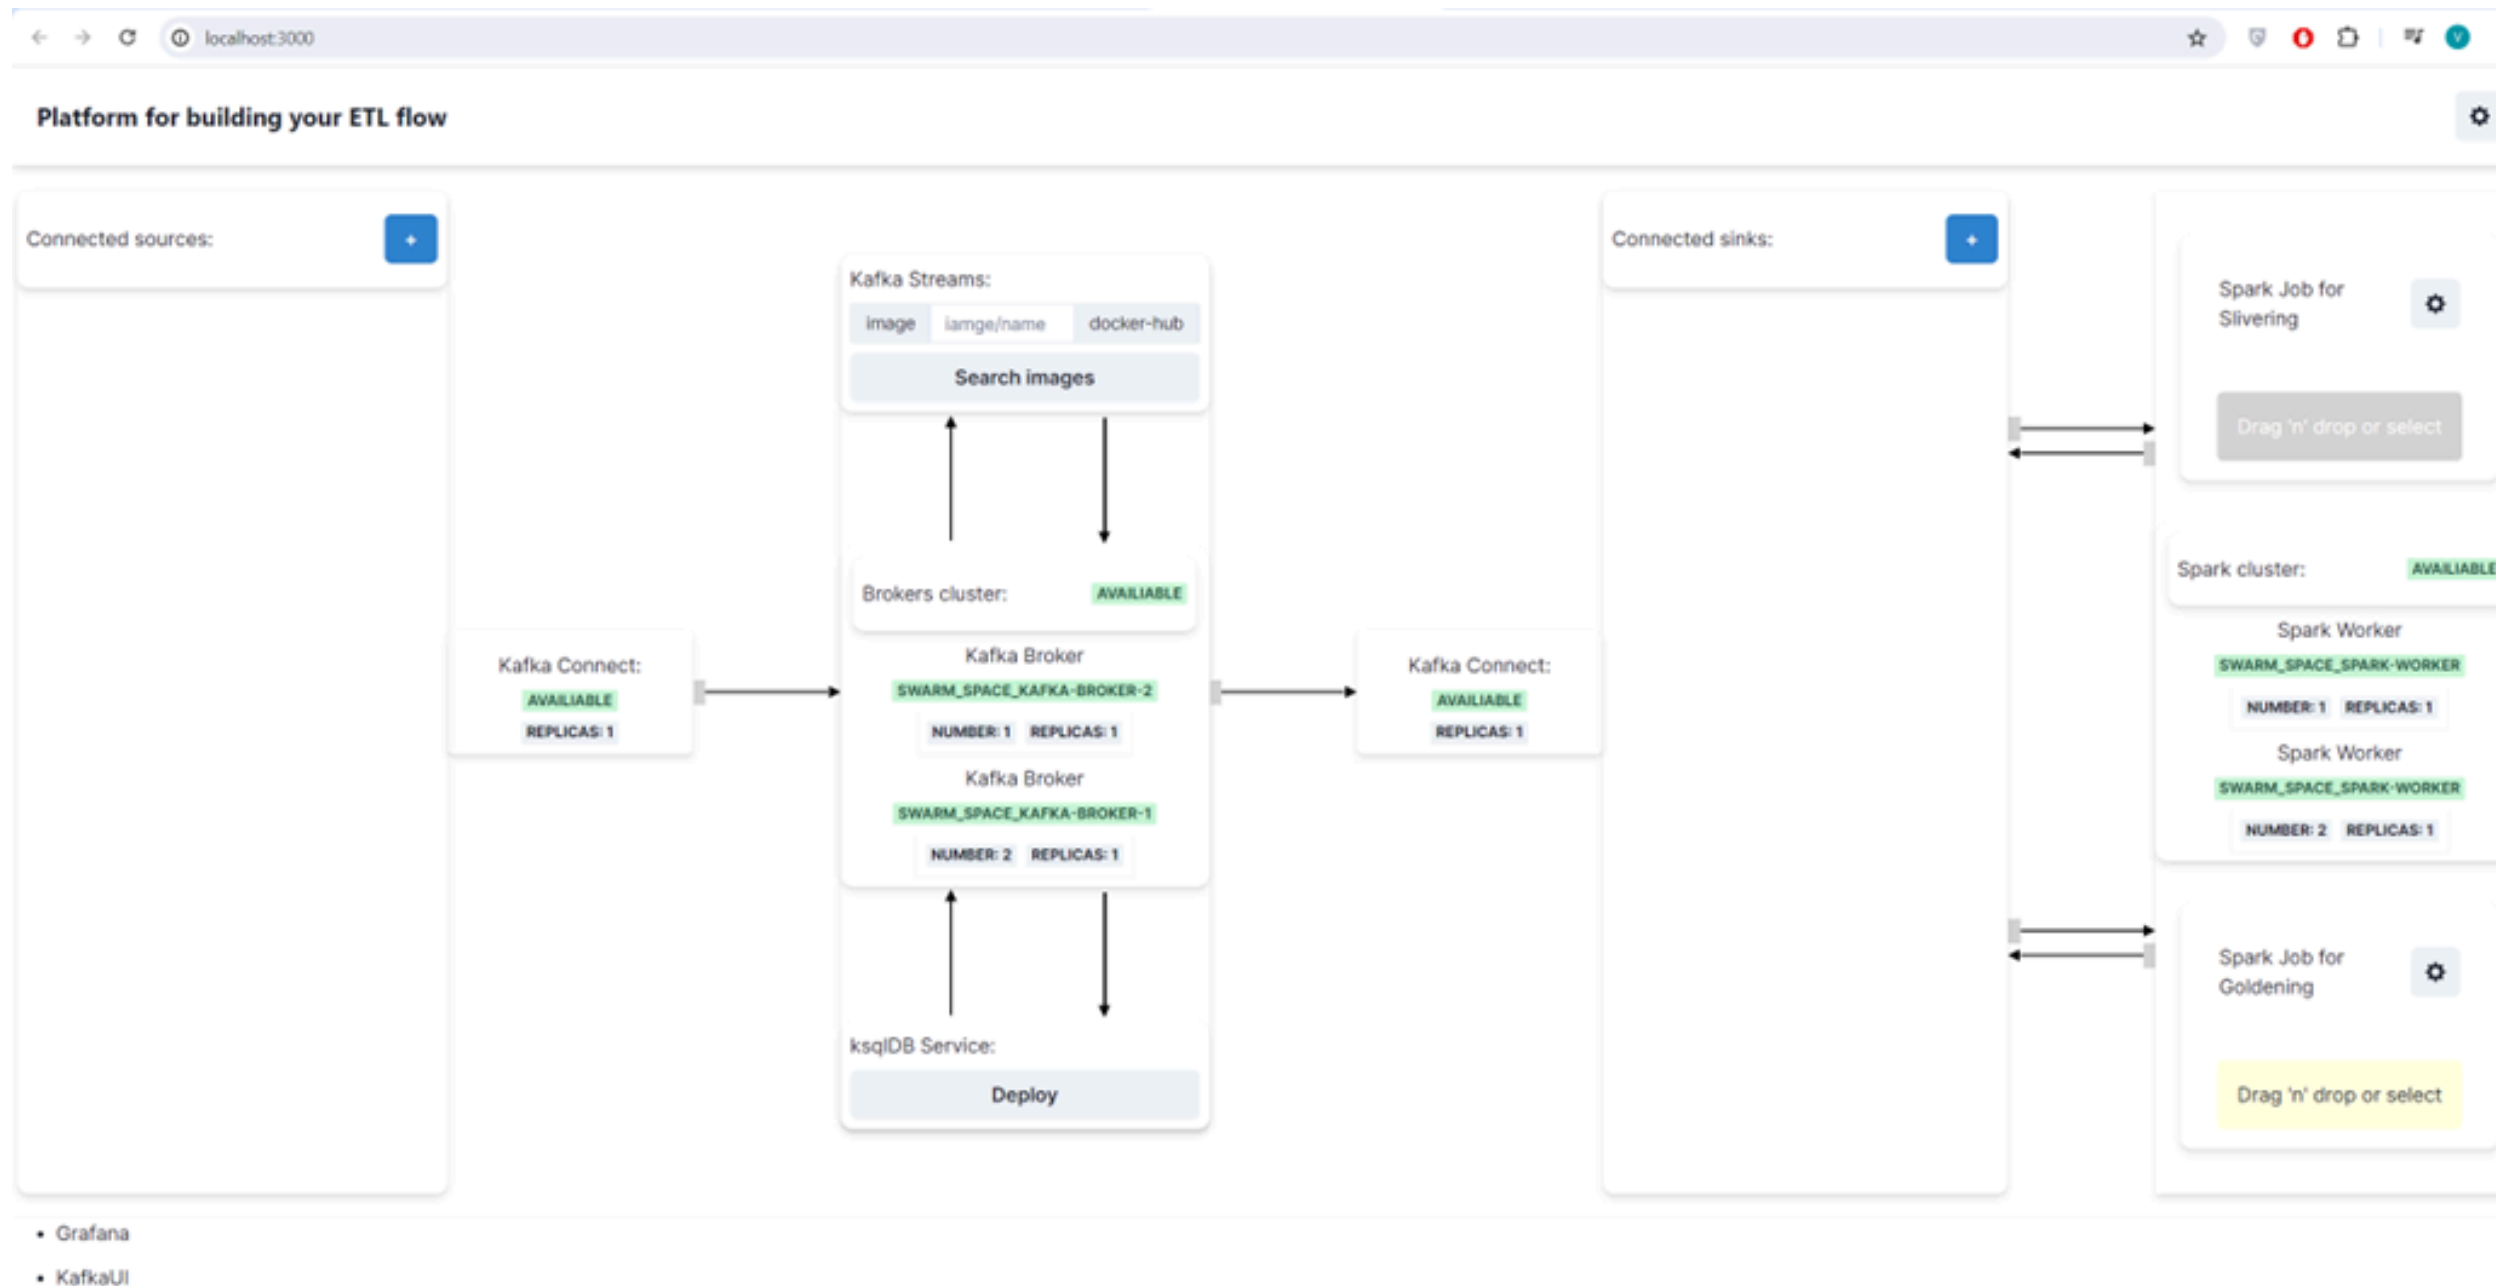 localhost:3000
V
Platform for building your ETL flow
Connected sources:
+
Kafka Connect:
AVAILIABLE
REPLICAS: 1
Kafka Streams:
image iamge/name docker-hub
Search images
Brokers cluster: AVAILIABLE
Kafka Broker
SWARM_SPACE_KAFKA-BROKER-2
NUMBER: 1 REPLICAS: 1
Kafka Broker
SWARM_SPACE_KAFKA-BROKER-1
NUMBER: 2 REPLICAS: 1
ksqlDB Service:
Deploy
Kafka Connect:
AVAILIABLE
REPLICAS: 1
Connected sinks:
+
Spark Job for
Slivering
Drag 'n' drop or select
Spark cluster: AVAILIABLE
Spark Worker
SWARM_SPACE_SPARK-WORKER
NUMBER: 1 REPLICAS: 1
Spark Worker
SWARM_SPACE_SPARK-WORKER
NUMBER: 2 REPLICAS: 1
Spark Job for
Goldening
Drag 'n' drop or select
• Grafana
• KafkaUI